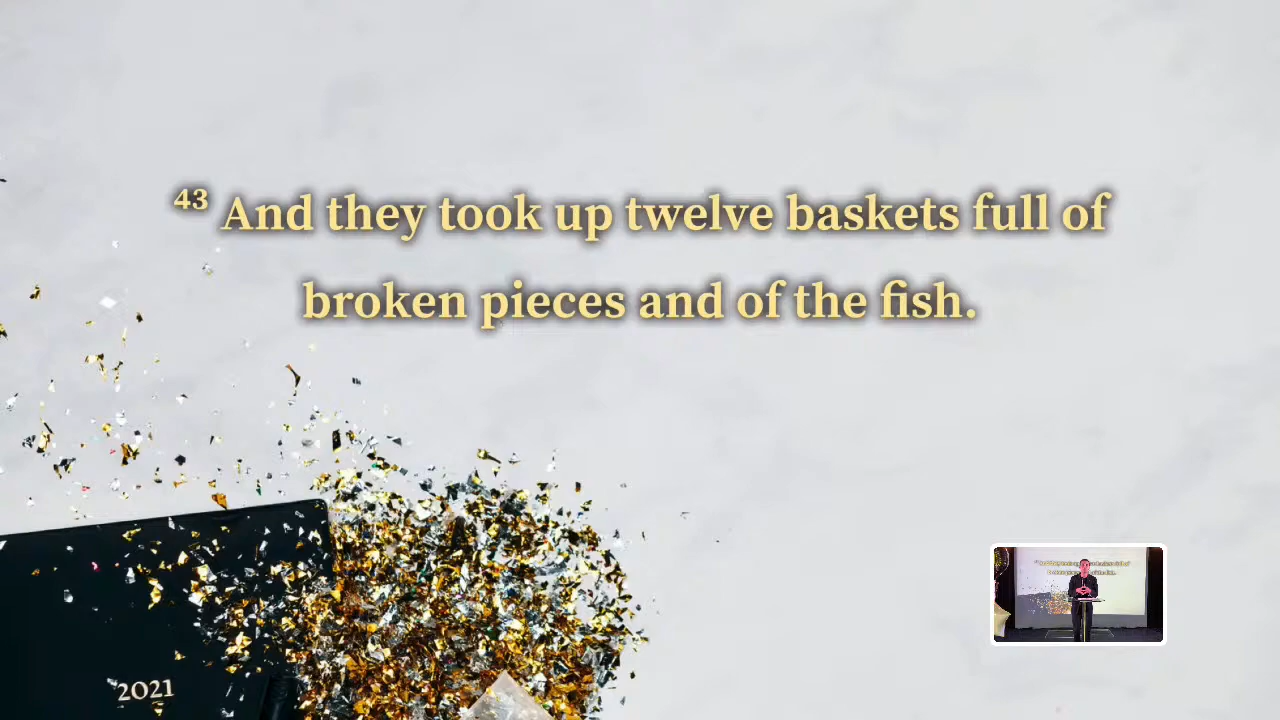 43 And they took up twelve baskets full of
broken pieces and of the fish.
2021